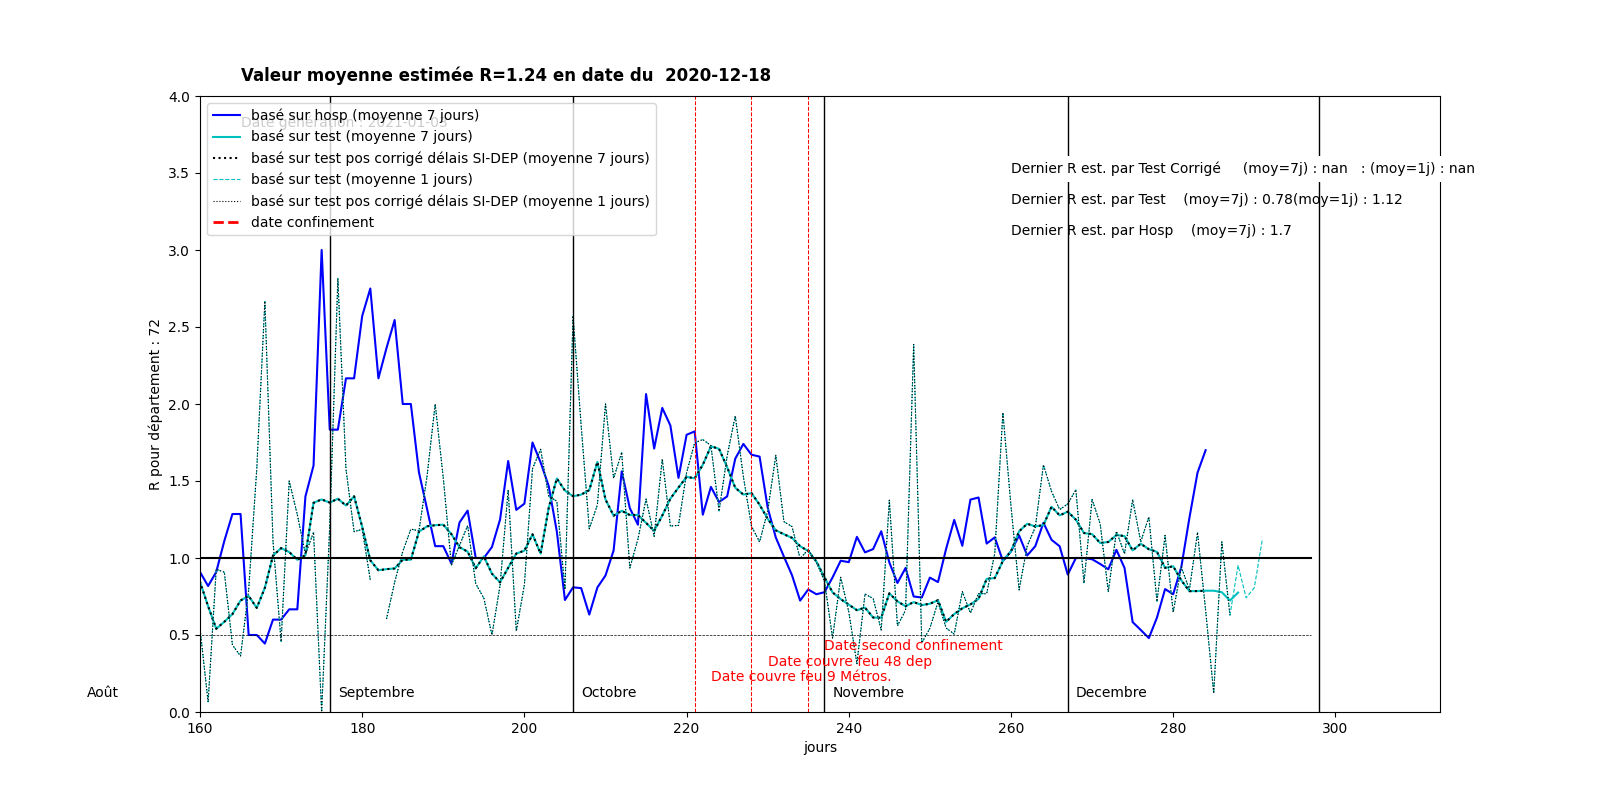 Valeur moyenne estimée R=1.24 en date du  2020-12-18
Date génération : 2021-01-03
basé sur hosp (moyenne 7 jours)
basé sur test (moyenne 7 jours)
basé sur test pos corrigé délais SI-DEP (moyenne 7 jours)
basé sur test (moyenne 1 jours)
basé sur test pos corrigé délais SI-DEP (moyenne 1 jours)
date confinement
Dernier R est. par Test Corrigé     (moy=7j) : nan   : (moy=1j) : nan
Dernier R est. par Test    (moy=7j) : 0.78(moy=1j) : 1.12
Dernier R est. par Hosp    (moy=7j) : 1.7
R pour département : 72
4.0
3.5
3.0
2.5
2.0
1.5
1.0
0.5
0.0
Date second confinement
Date couvre feu 48 dep
Date couvre feu 9 Métros.
Août Septembre Octobre Novembre Decembre
160 180 200 220 240 260 280 300
jours